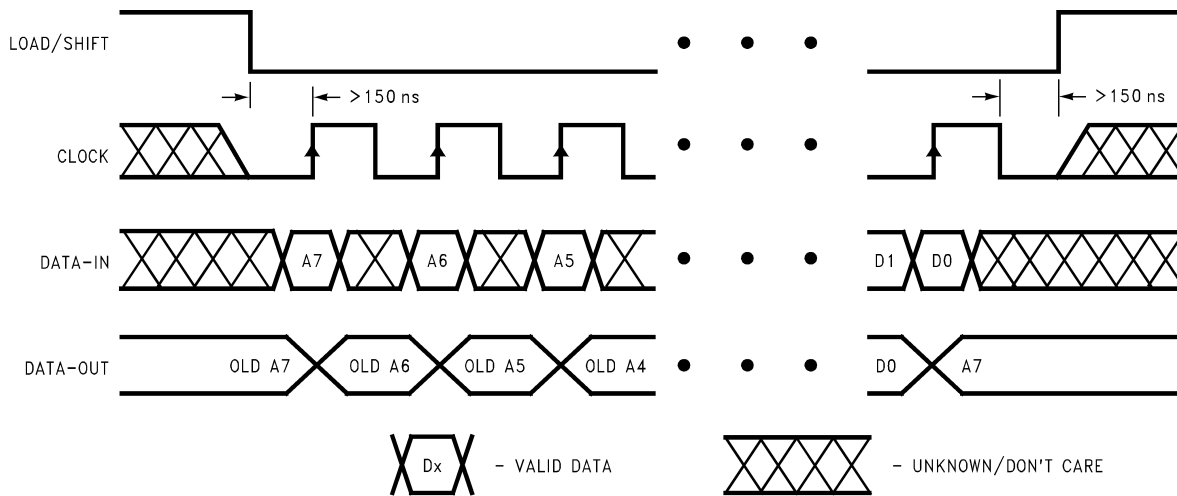 LOAD/SHIFT
>150 ns >150 ns
CLOCK
DATA-IN A7 A6 A5 D1 D0
DATA-OUT OLD A7 OLD A6 OLD A5 OLD A4 D0 A7
Dx - VALID DATA - UNKNOWN/DON'T CARE